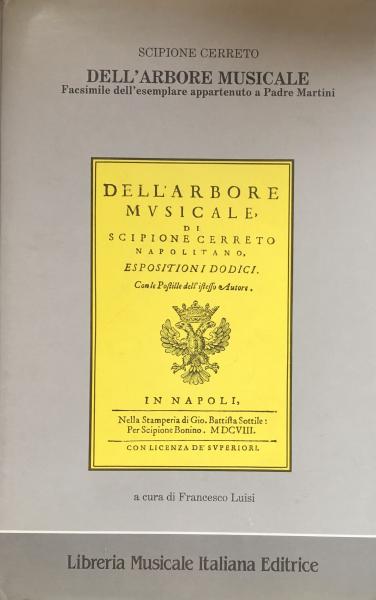 SCIPIONE CERRETO
DELL'ARBORE MUSICALE
Facsimile dell'esemplare appartenuto a Padre Martini
DELL'ARBORE
MVSICALE,
DI
SCIPIONE CERRETO
NAPOLITANO,
ESPOSITIONI DODICI.
Con le Postille dell'istesso Autore.
IN NAPOLI,
Nella Stamperia di Gio. Battista Sottile:
Per Scipione Bonino. MDCVIII.
CON LICENZA DE' SVPERIORI.
a cura di Francesco Luisi
Libreria Musicale Italiana Editrice